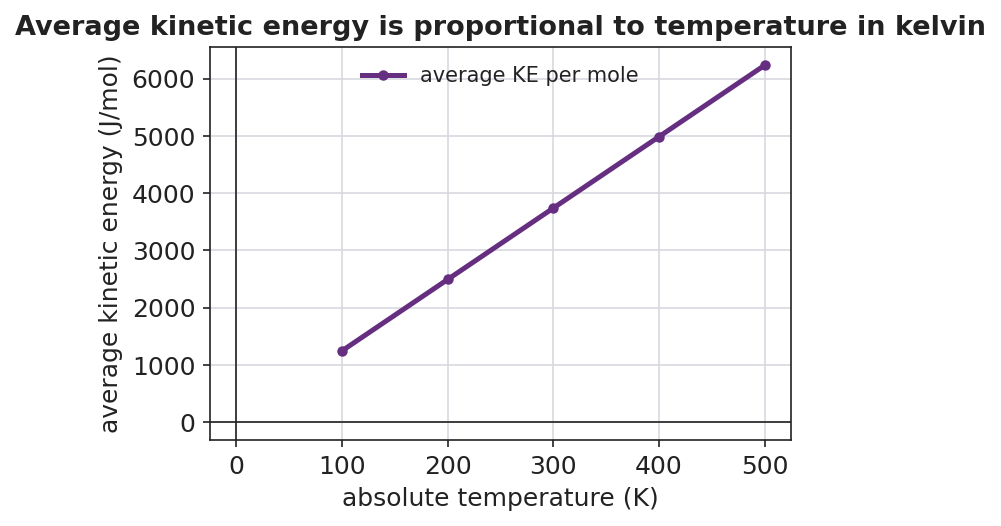 Average kinetic energy is proportional to temperature in kelvin
average KE per mole
average kinetic energy (J/mol)
6000
5000
4000
3000
2000
1000
0
0 100 200 300 400 500
absolute temperature (K)